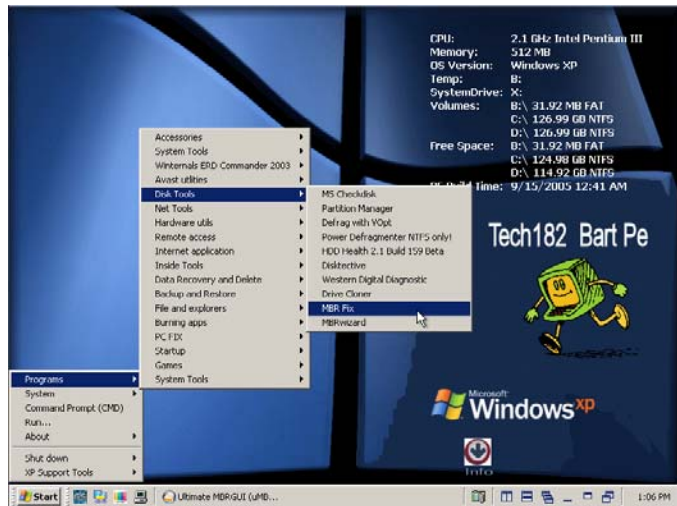 CPU: 2.1 GHz Intel Pentium III
Memory: 512 MB
OS Version: Windows XP
Temp: B:
SystemDrive: X:
Volumes: B:\ 31.92 MB FAT
C:\ 126.99 GB NTFS
D:\ 126.99 GB NTFS
Free Space: B:\ 31.92 MB FAT
C:\ 124.98 GB NTFS
D:\ 114.92 GB NTFS
Time: 9/15/2005 12:41 AM
Tech182 Bart Pe
Microsoft
Windows xp
Info
Accessories
System Tools
Winternals ERD Commander 2003
Avast utlities
Disk Tools
Net Tools
Hardware utils
Remote access
Internet application
Inside Tools
Data Recovery and Delete
Backup and Restore
File and explorers
Burning apps
PC FIX
Startup
Games
System Tools
MS Checkdisk
Partition Manager
Defrag with VOpt
Power Defragmenter NTFS only!
HDD Health 2.1 Build 159 Beta
Disktective
Western Digital Diagnostic
Drive Cloner
MBR Fix
MBRwizard
Programs
System
Command Prompt (CMD)
Run...
About
Shut down
XP Support Tools
Start
Ultimate MBRGUI (uMB...
1:06 PM